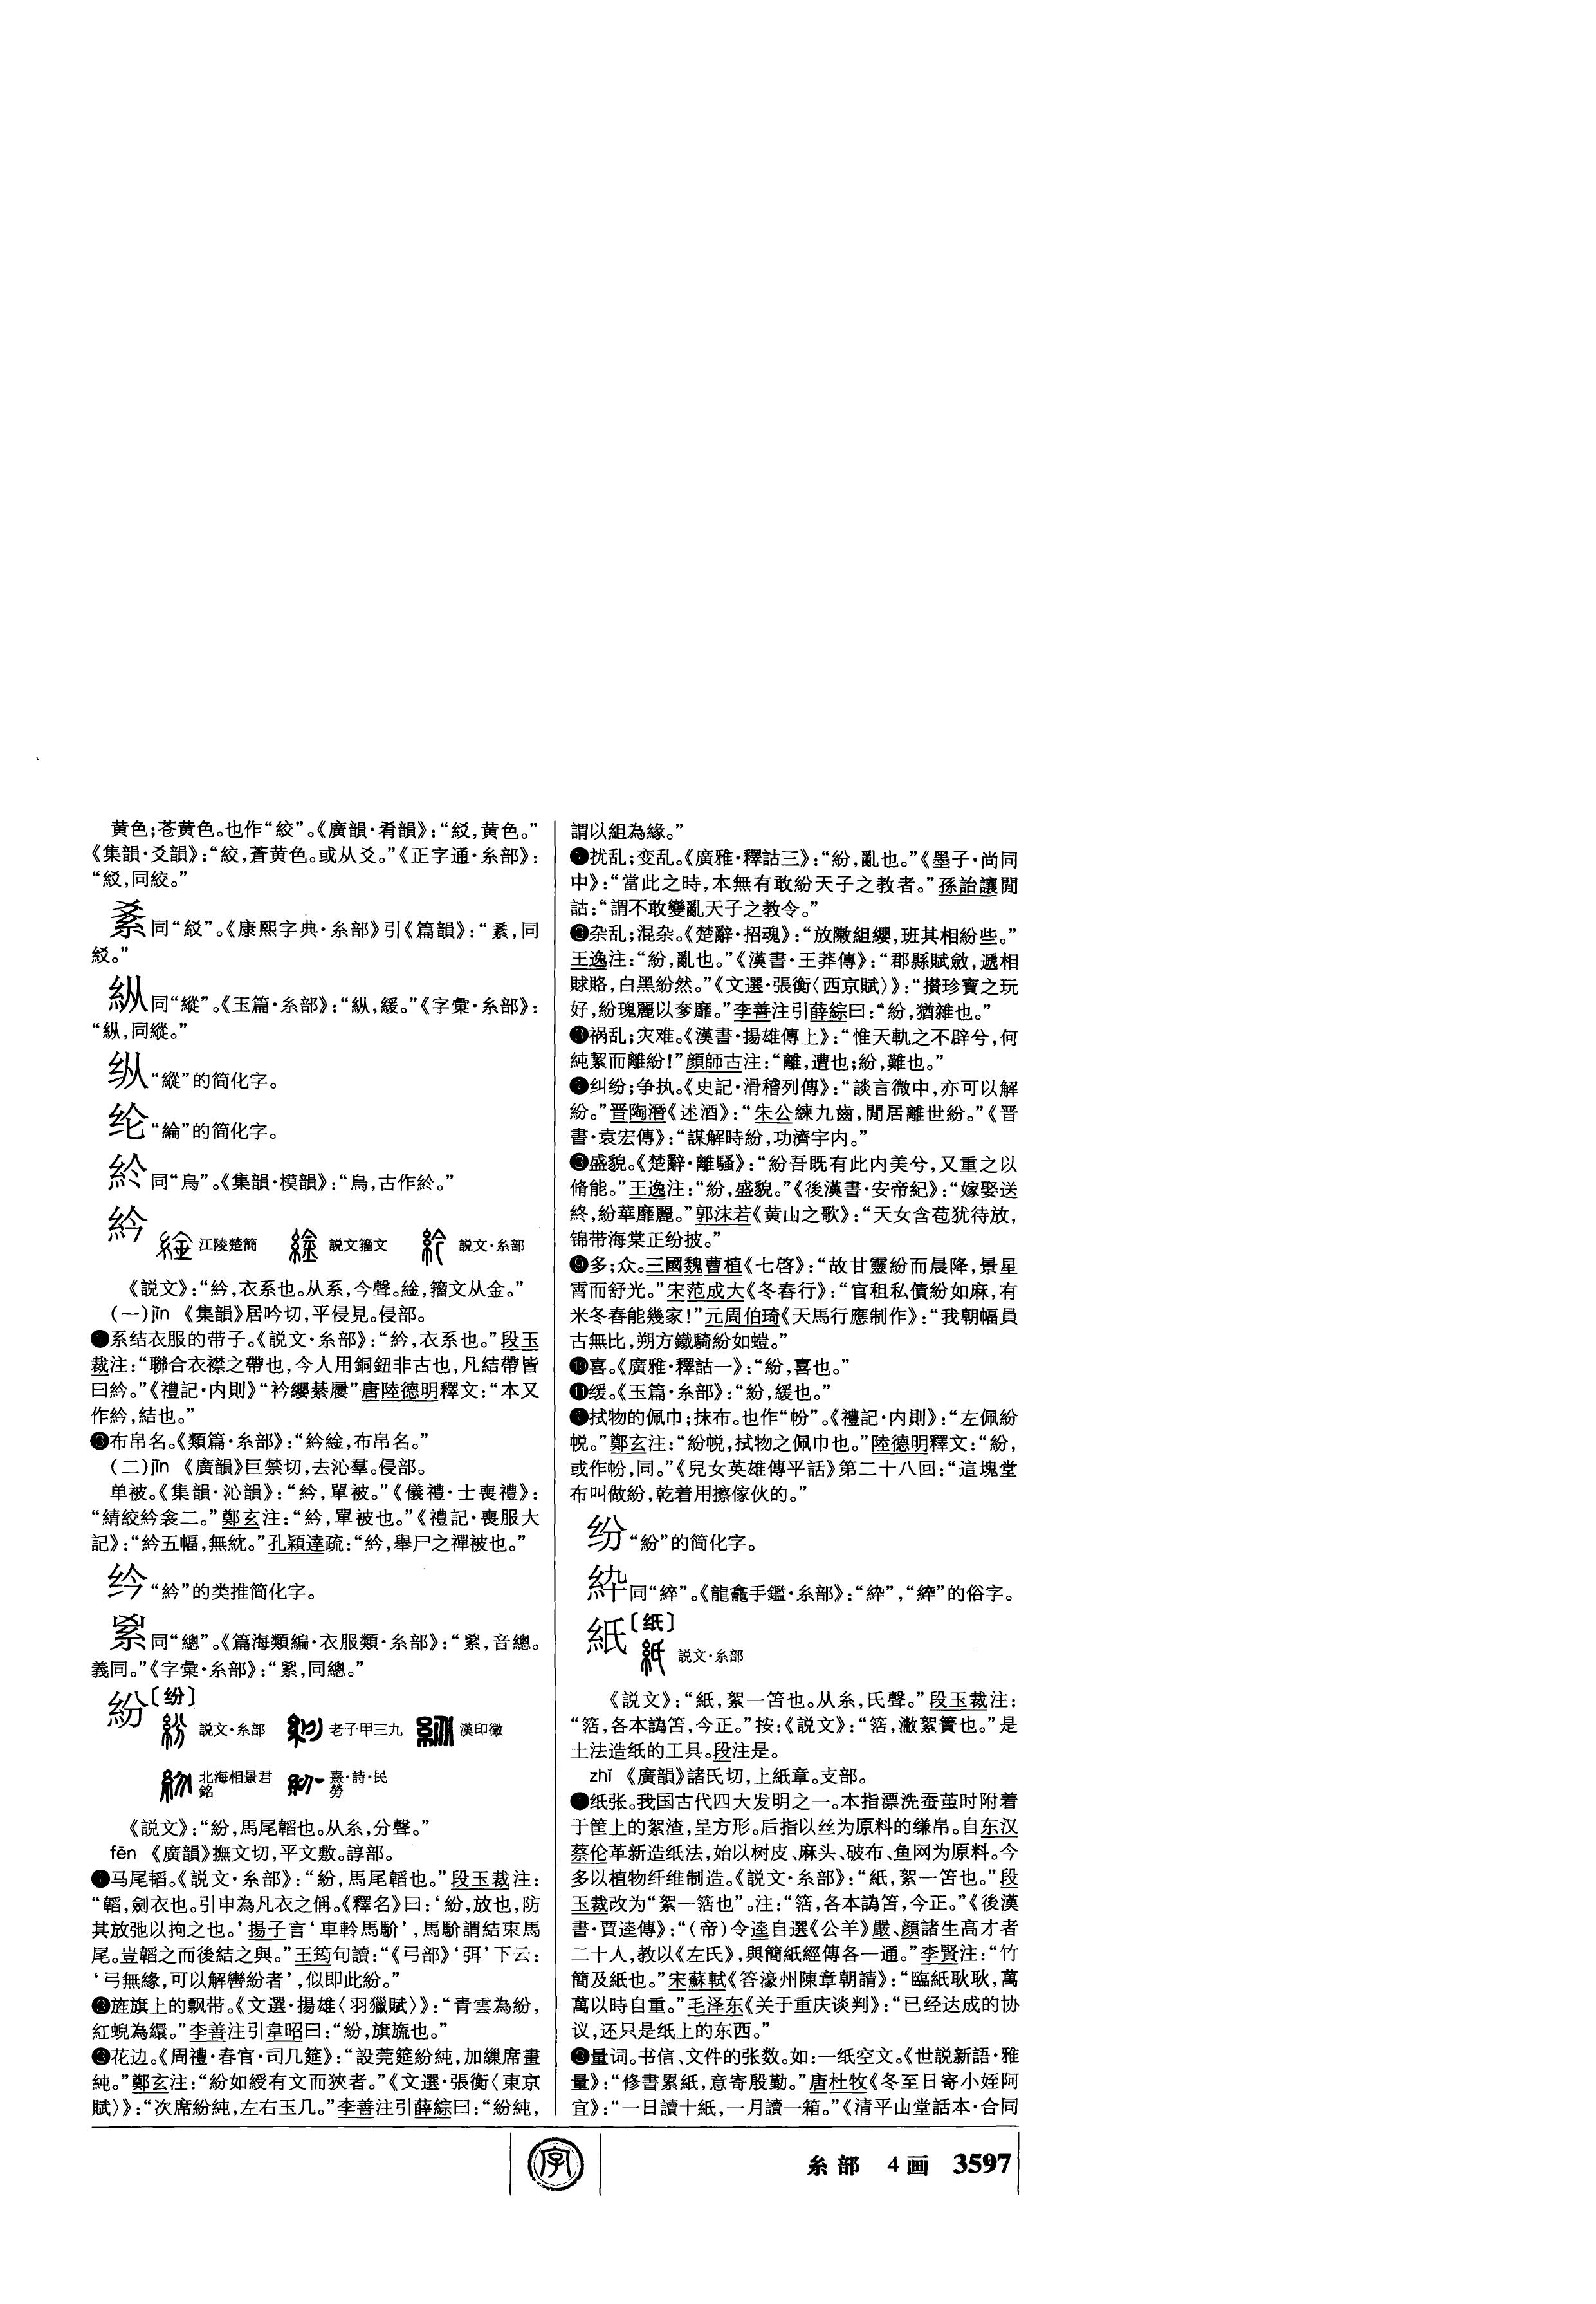 黄色;苍黄色。也作“絞”。《廣韻·肴韻》:“䋂,黄色。”
《集韻·爻韻》:“絞,蒼黄色。或从爻。”《正字通·糸部》:
“䋂,同絞。”
同“䋂”。《康熙字典·糸部》引《篇韻》:“,同
䋂。”
䊹同“縱”。《玉篇·糸部》:“䊹,緩。”《字彙·糸部》:
“䊹,同縱。”
纵“縱”的简化字。
纶“綸”的简化字。
同“烏”。《集韻·模韻》:“烏,古作。”
紟
江陵楚簡 説文籀文 説文·糸部
《説文》:“紟,衣系也。从系,今聲。䋮,籀文从金。”
(一)jīn 《集韻》居吟切,平侵見。侵部。
❶系结衣服的带子。《説文·糸部》:“紟,衣系也。”段玉
裁注:“聯合衣襟之帶也,今人用銅鈕非古也,凡結帶皆
曰紟。”《禮記·内則》“衿纓綦屨”唐陸德明釋文:“本又
作紟,結也。”
布帛名。《類篇·糸部》:“紟䋮,布帛名。”
(二)jìn 《廣韻》巨禁切,去沁羣。侵部。
单被。《集韻·沁韻》:“紟,單被。”《儀禮·士喪禮》:
“綪絞紟衾二。”鄭玄注:“紟,單被也。”《禮記·喪服大
記》:“紟五幅,無紞。”孔穎達疏:“紟,舉尸之襌被也。”
“紟”的类推简化字。
同“總”。《篇海類編·衣服類·糸部》:“,音總。
義同。”《字彙·糸部》:“,同總。”
紛〔纷〕
説文·糸部 老子甲三九 漢印徵
北海相景君銘 熹·詩·民勞
《説文》:“紛,馬尾韜也。从糸,分聲。”
fēn 《廣韻》撫文切,平文敷。諄部。
❶马尾韬。《説文·糸部》:“紛,馬尾韜也。”段玉裁注:
“韜,劍衣也。引申為凡衣之偁。《釋名》曰:‘紛,放也,防
其放弛以拘之也。’揚子言‘車軨馬䮿’,馬䮿謂結束馬
尾。豈韜之而後結之與。”王筠句讀:“《弓部》‘弭’下云:
‘弓無緣,可以解轡紛者’,似即此紛。”
旌旗上的飘带。《文選·揚雄〈羽獵賦〉》:“青雲為紛,
紅蜺為繯。”李善注引韋昭曰:“紛,旗旒也。”
❸花边。《周禮·春官·司几筵》:“設莞筵紛純,加繅席畫
純。”鄭玄注:“紛如綬有文而狹者。”《文選·張衡〈東京
賦〉》:“次席紛純,左右玉几。”李善注引薛綜曰:“紛純,
謂以組為緣。”
扰乱;变乱。《廣雅·釋詁三》:“紛,亂也。”《墨子·尚同
中》:“當此之時,本無有敢紛天子之教者。”孫詒讓閒
詁:“謂不敢變亂天子之教令。”
杂乱;混杂。《楚辭·招魂》:“放敶組纓,班其相紛些。”
王逸注:“紛,亂也。”《漢書·王莽傳》:“郡縣賦斂,遞相
賕賂,白黑紛然。”《文選·張衡〈西京賦〉》:“攢珍寶之玩
好,紛瑰麗以奓靡。”李善注引薛綜曰:“紛,猶雜也。”
祸乱;灾难。《漢書·揚雄傳上》:“惟天軌之不辟兮,何
純絜而離紛!”顔師古注:“離,遭也;紛,難也。”
纠纷;争执。《史記·滑稽列傳》:“談言微中,亦可以解
紛。”晋陶潛《述酒》:“朱公練九齒,閒居離世紛。”《晋
書·袁宏傳》:“謀解時紛,功濟宇内。”
盛貌。《楚辭·離騷》:“紛吾既有此内美兮,又重之以
脩能。”王逸注:“紛,盛貌。”《後漢書·安帝紀》:“嫁娶送
終,紛華靡麗。”郭沫若《黄山之歌》:“天女含苞犹待放,
锦带海棠正纷披。”
❾多;众。三國魏曹植《七啓》:“故甘靈紛而晨降,景星
霄而舒光。”宋范成大《冬舂行》:“官租私債紛如麻,有
米冬舂能幾家!”元周伯琦《天馬行應制作》:“我朝幅員
古無比,朔方鐵騎紛如螘。”
❿喜。《廣雅·釋詁一》:“紛,喜也。”
⓫缓。《玉篇·糸部》:“紛,緩也。”
拭物的佩巾;抹布。也作“帉”。《禮記·内則》:“左佩紛
帨。”鄭玄注:“紛帨,拭物之佩巾也。”陸德明釋文:“紛,
或作帉,同。”《兒女英雄傳平話》第二十八回:“這塊堂
布叫做紛,乾着用擦傢伙的。”
纷“紛”的简化字。
紣同“綷”。《龍龕手鑑·糸部》:“紣”,“綷”的俗字。
紙〔纸〕
説文·糸部
《説文》:“紙,絮一苫也。从糸,氏聲。”段玉裁注:
“䈎,各本譌笘,今正。”按:《説文》:“䈎,潎絮簀也。”是
土法造纸的工具。段注是。
zhǐ 《廣韻》諸氏切,上紙章。支部。
❶纸张。我国古代四大发明之一。本指漂洗蚕茧时附着
于筐上的絮渣,呈方形。后指以丝为原料的缣帛。自东汉
蔡伦革新造纸法,始以树皮、麻头、破布、鱼网为原料。今
多以植物纤维制造。《説文·糸部》:“紙,絮一笘也。”段
玉裁改为“絮一䈎也”。注:“䈎,各本譌笘,今正。”《後漢
書·賈逵傳》:“(帝)令逵自選《公羊》嚴、顔諸生高才者
二十人,教以《左氏》,與簡紙經傳各一通。”李賢注:“竹
簡及紙也。”宋蘇軾《答濠州陳章朝請》:“臨紙耿耿,萬
萬以時自重。”毛泽东《关于重庆谈判》:“已经达成的协
议,还只是纸上的东西。”
量词。书信、文件的张数。如:一纸空文。《世説新語·雅
量》:“修書累紙,意寄殷勤。”唐杜牧《冬至日寄小姪阿
宜》:“一日讀十紙,一月讀一箱。”《清平山堂話本·合同
字
糸部 4画 3597